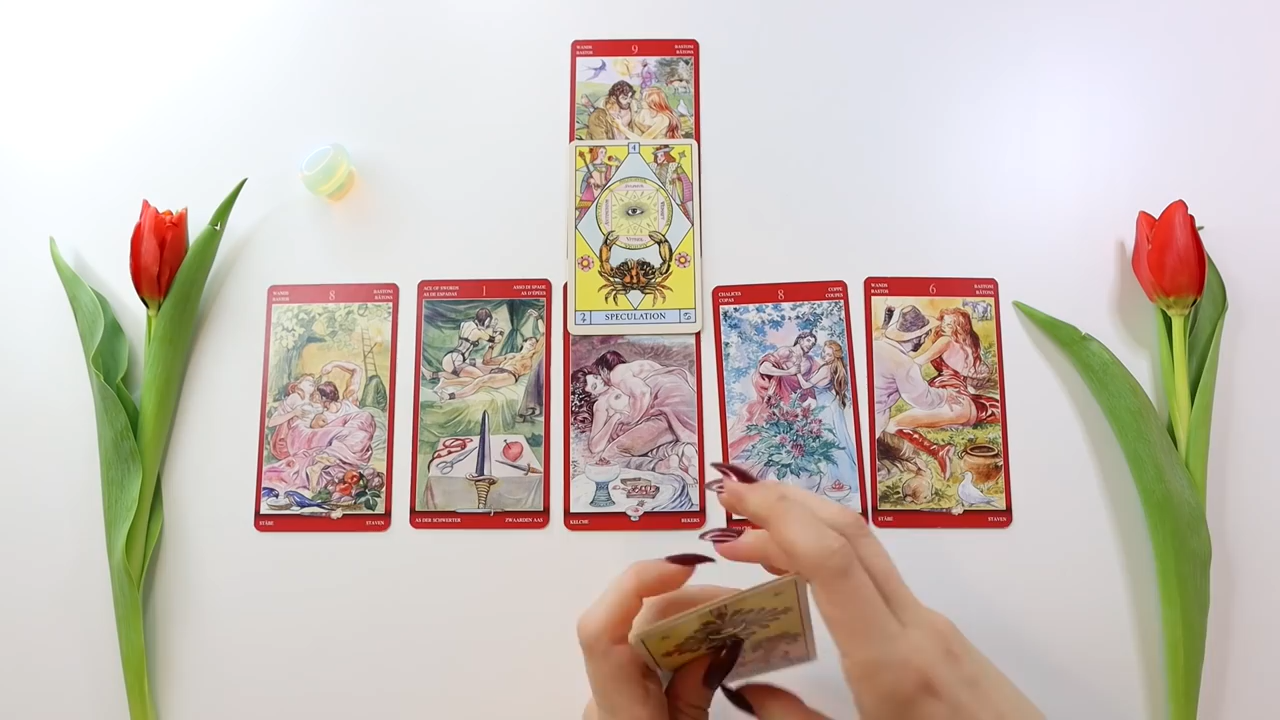 WANDS
BASTOS
9
BASTONI
BÂTONS
4
SPECULATION
WANDS
BASTOS
8
BASTONI
BÂTONS
STÄBE
STAVEN
ACE OF SWORDS
AS DE ESPADAS
1
ASSO DI SPADE
AS D'ÉPÉES
AS DER SCHWERTER
ZWAARDEN AAS
KELCHE
BEKERS
CHALICES
COPAS
8
COPPE
COUPES
WANDS
BASTOS
6
BASTONI
BÂTONS
STÄBE
STAVEN